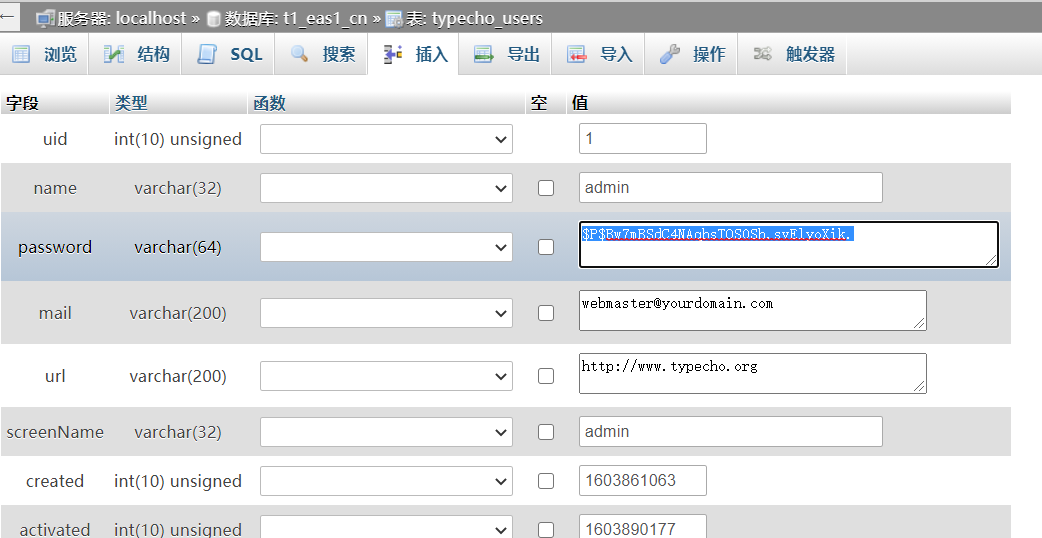 服务器: localhost » 数据库: t1_eas1_cn » 表: typecho_users
浏览 结构 SQL 搜索 插入 导出 导入 操作 触发器
字段 类型 函数 空 值
uid int(10) unsigned 1
name varchar(32) admin
password varchar(64) $P$Bw7mBSdC4NAqhsTOSOSh.svElyoXik.
mail varchar(200) webmaster@yourdomain.com
url varchar(200) http://www.typecho.org
screenName varchar(32) admin
created int(10) unsigned 1603861063
activated int(10) unsigned 1603890177